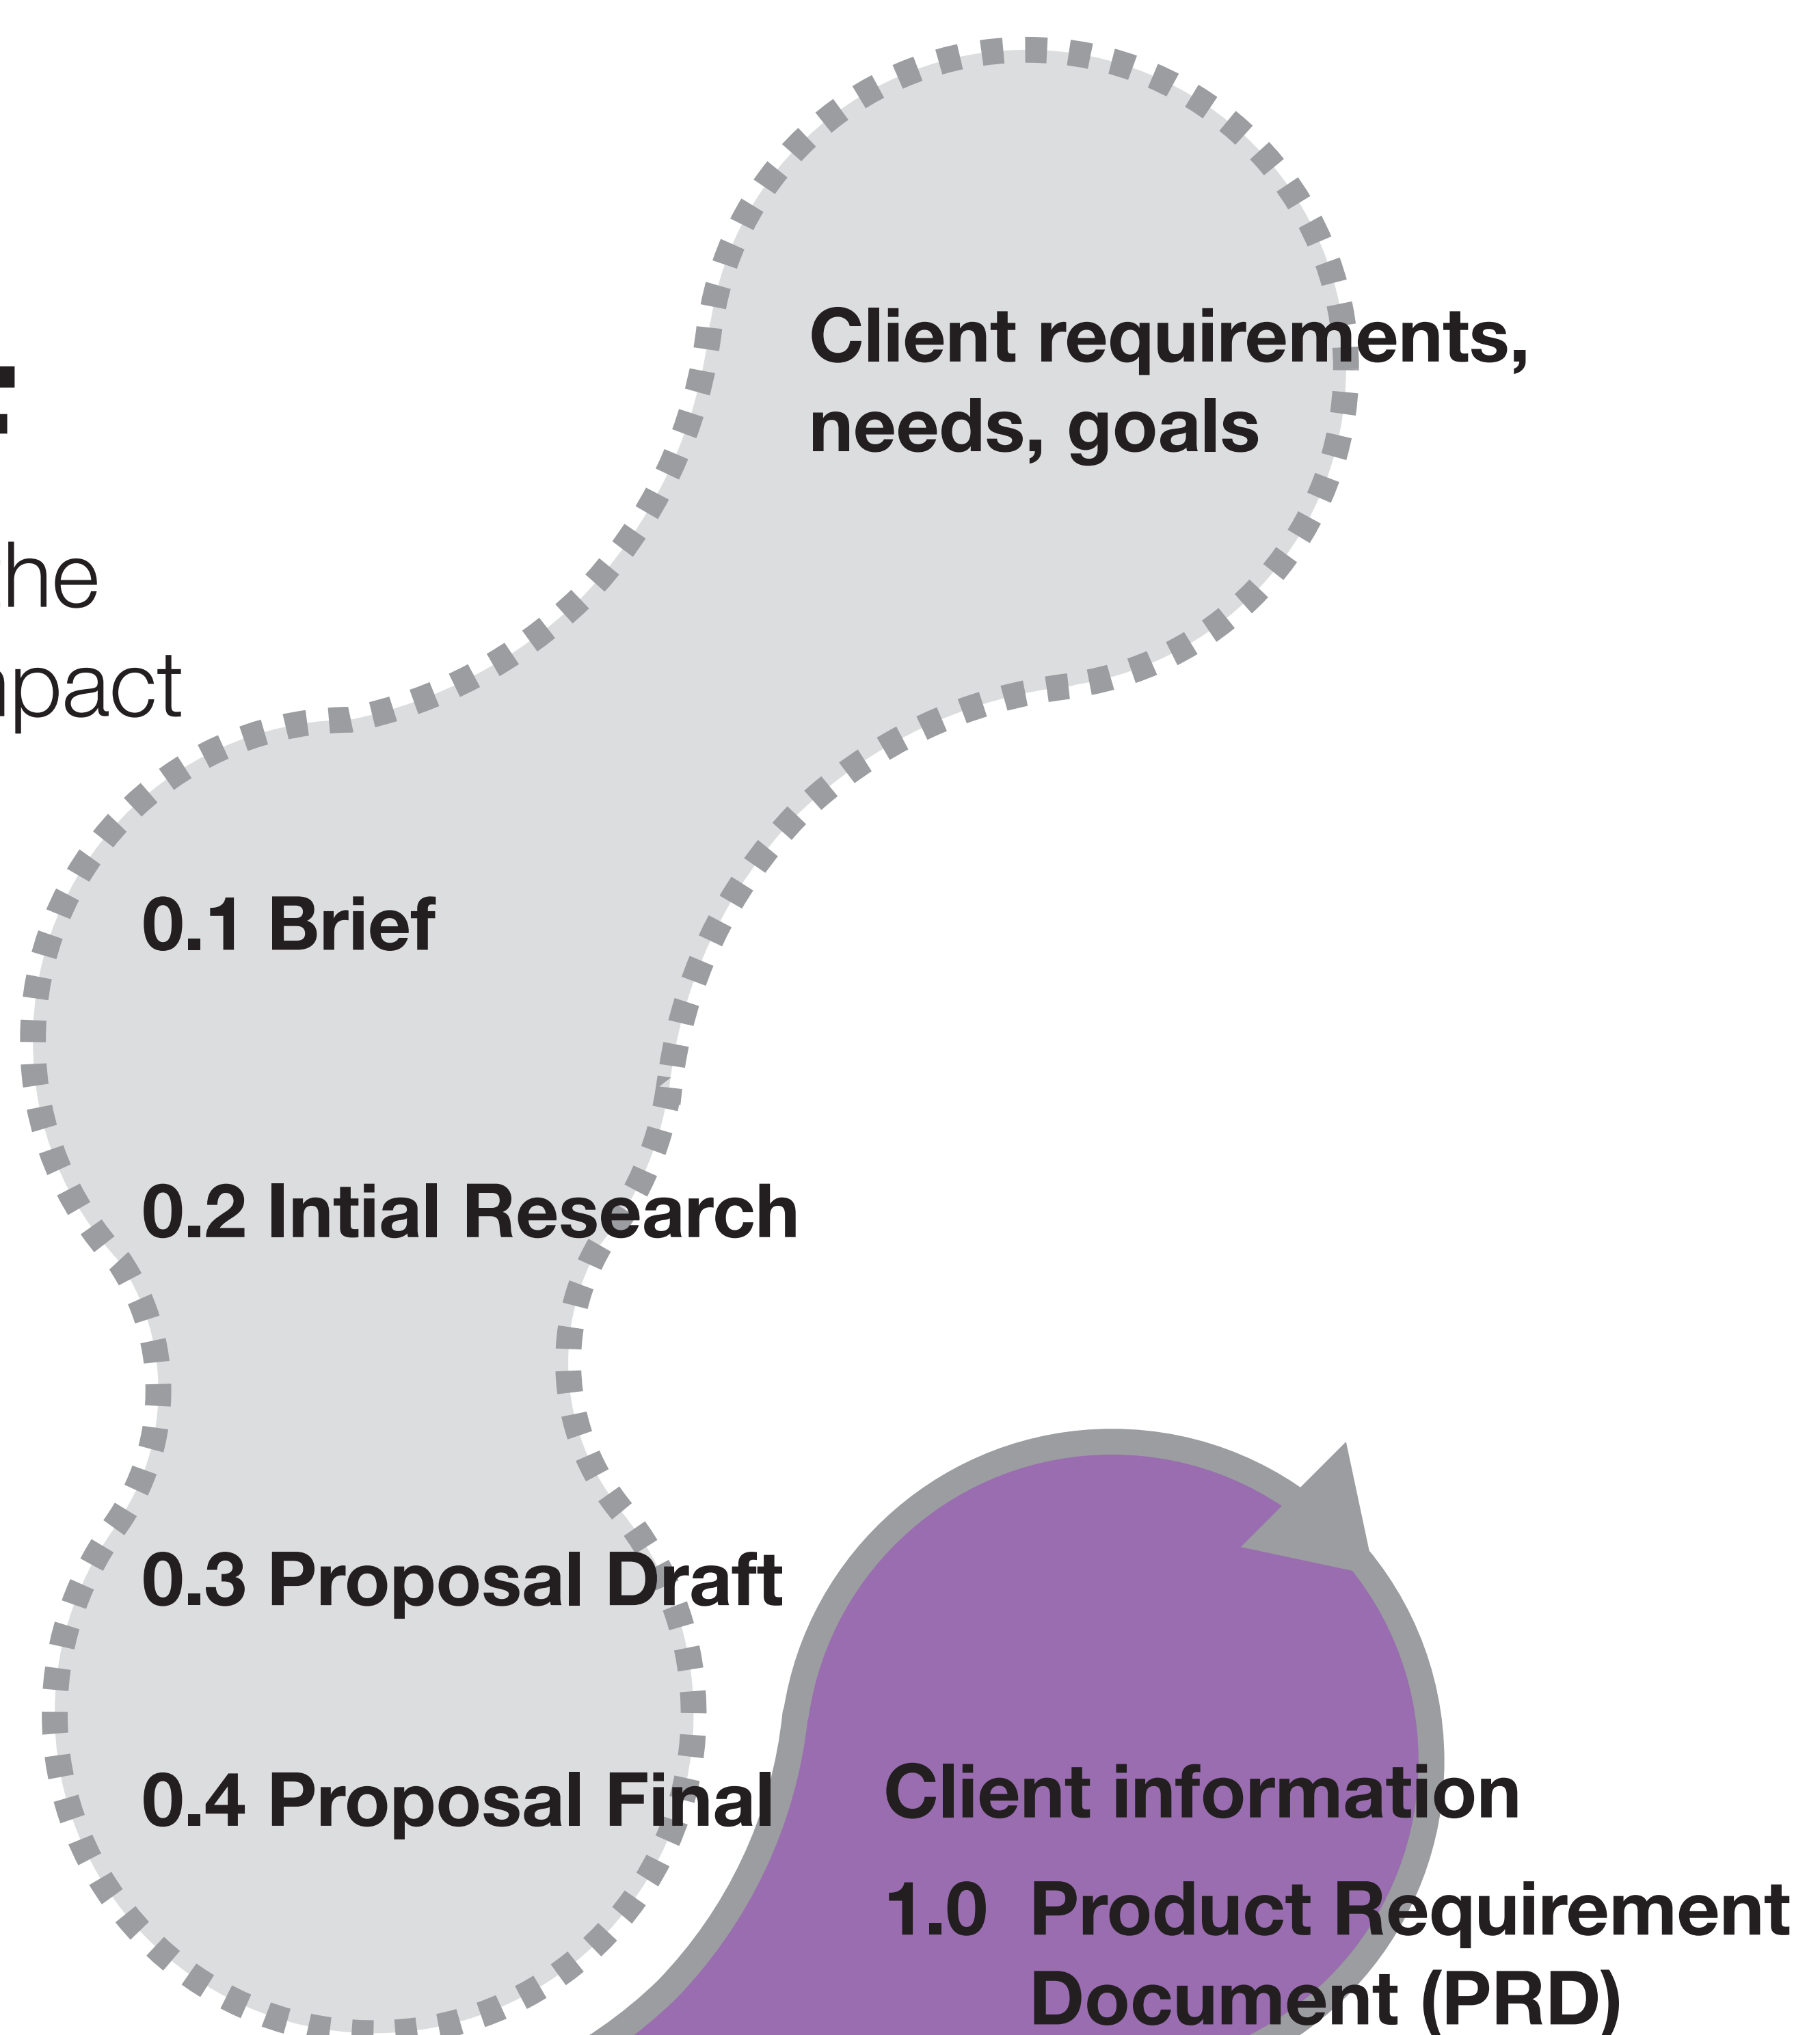 Client requirements,
needs, goals
he
pact
0.1 Brief
0.2 Intial Research
0.3 Proposal Draft
0.4 Proposal Final
Client information
1.0 Product Requirement
Document (PRD)